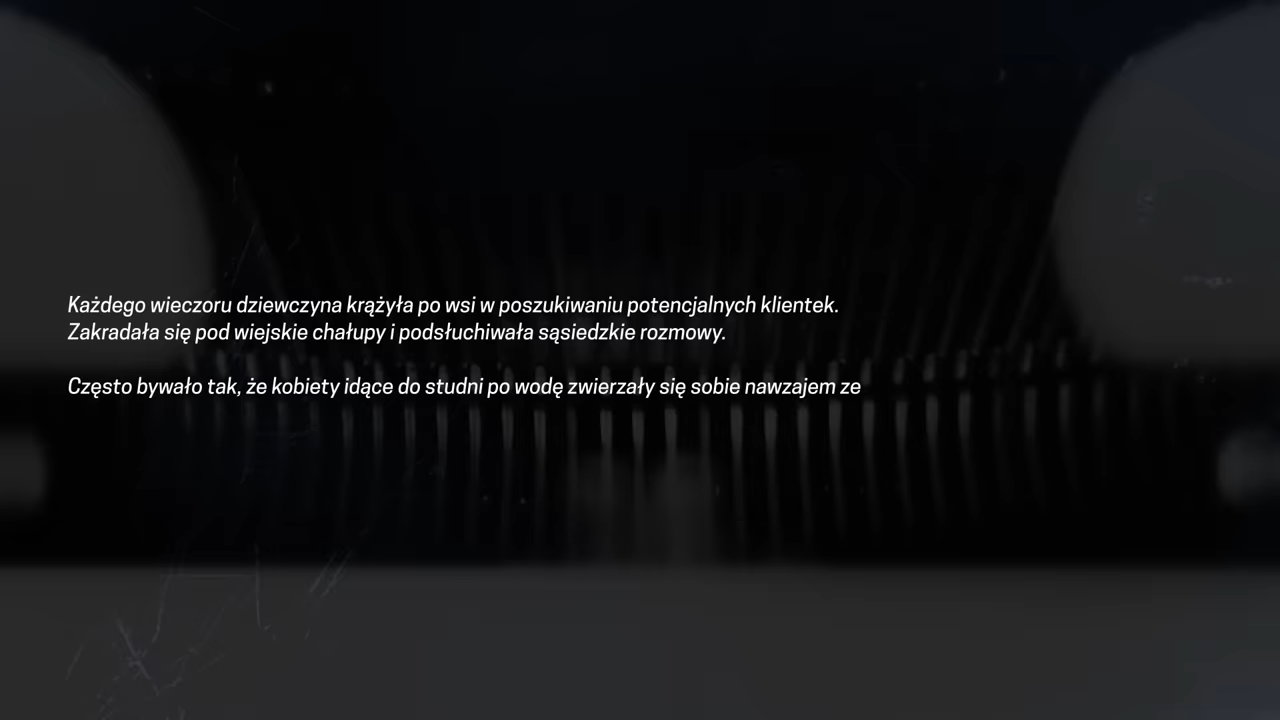 Każdego wieczoru dziewczyna krążyła po wsi w poszukiwaniu potencjalnych klientek.
Zakradała się pod wiejskie chałupy i podsłuchiwała sąsiedzkie rozmowy.
Często bywało tak, że kobiety idące do studni po wodę zwierzały się sobie nawzajem ze